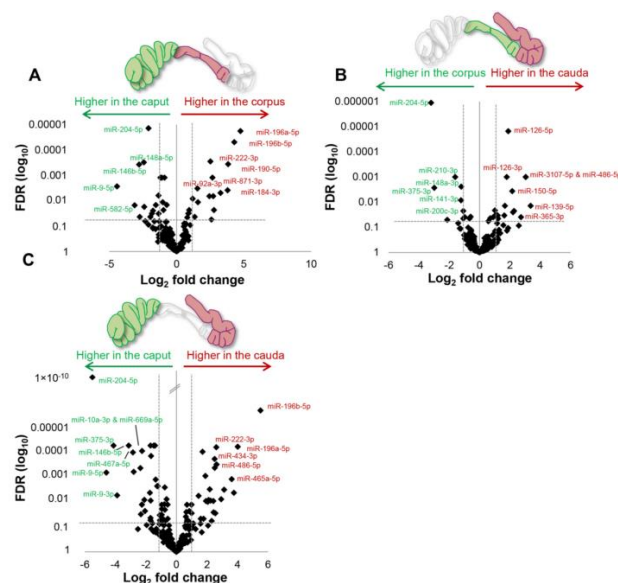 A
Higher in the caput
Higher in the corpus
0.00001
0.0001
0.001
0.01
0.1
1
FDR (log10)
miR-204-5p
miR-148a-5p
miR-146b-5p
miR-9-5p
miR-582-5p
miR-196a-5p
miR-196b-5p
miR-222-3p
miR-190-5p
miR-92a-3p
miR-871-3p
miR-184-3p
-10
-5
0
5
10
Log2 fold change
B
Higher in the corpus
Higher in the cauda
0.000001
0.00001
0.0001
0.001
0.01
0.1
1
FDR (log10)
miR-204-5p
miR-210-3p
miR-148a-3p
miR-375-3p
miR-141-3p
miR-200c-3p
miR-126-5p
miR-126-3p
miR-3107-5p & miR-486-5p
miR-150-5p
miR-139-5p
miR-365-3p
-6
-4
-2
0
2
4
6
Log2 fold change
C
Higher in the caput
Higher in the cauda
1×10-10
0.00001
0.0001
0.001
0.01
0.1
1
FDR (log10)
miR-204-5p
miR-10a-3p & miR-669a-5p
miR-375-3p
miR-146b-5p
miR-467a-5p
miR-9-5p
miR-9-3p
miR-196b-5p
miR-222-3p
miR-196a-5p
miR-434-3p
miR-486-5p
miR-465a-5p
-6
-4
-2
0
2
4
6
Log2 fold change